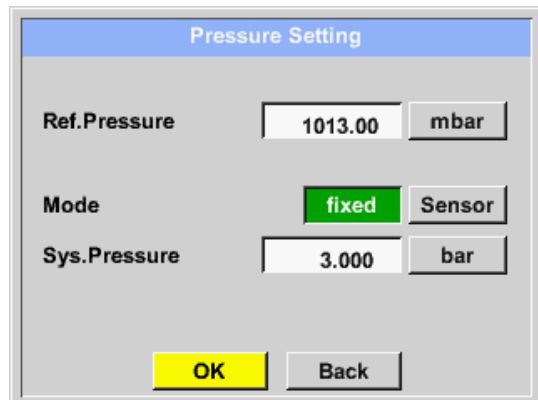 Pressure Setting
Ref.Pressure 1013.00 mbar
Mode fixed Sensor
Sys.Pressure 3.000 bar
OK Back